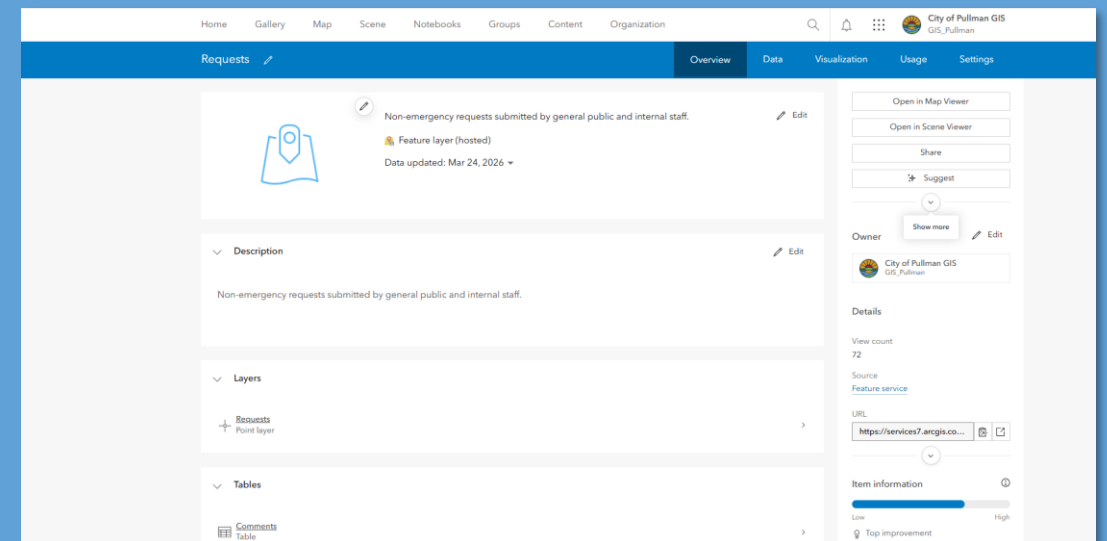 Home Gallery Map Scene Notebooks Groups Content Organization
City of Pullman GIS
GIS_Pullman
Requests
Overview Data Visualization Usage Settings
Non-emergency requests submitted by general public and internal staff.
Edit
Feature layer (hosted)
Data updated: Mar 24, 2026
Description
Edit
Non-emergency requests submitted by general public and internal staff.
Layers
Requests
Point layer
Tables
Comments
Table
Open in Map Viewer
Open in Scene Viewer
Share
Suggest
Show more
Owner
Edit
City of Pullman GIS
GIS_Pullman
Details
View count
72
Source
Feature service
URL
https://services7.arcgis.co...
Item information
Low High
Top improvement